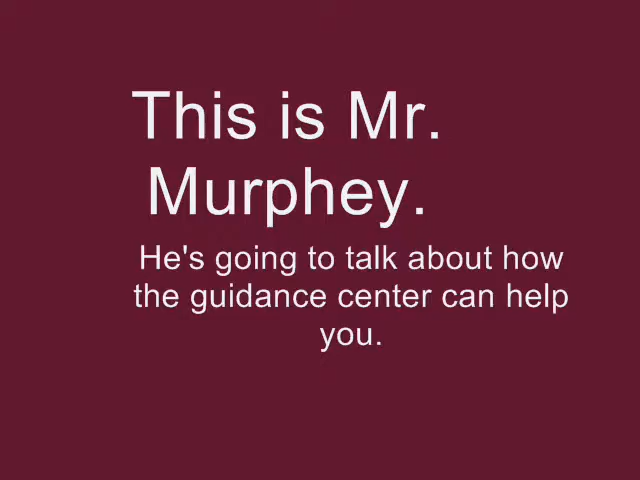 This is Mr.
Murphey.
He's going to talk about how
the guidance center can help
you.